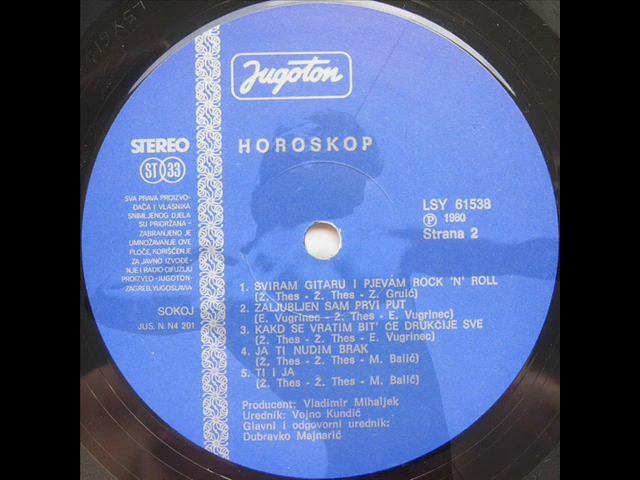 Jugoton
STEREO
ST 33
HOROSKOP
LSY 61538
Ⓟ 1980
Strana 2
SVA PRAVA PROIZVO-
ĐAČA I VLASNIKA
SNIMLJENOG DJELA
SU PRIDRŽANA-
ZABRANJENO JE
UMNOŽAVANJE OVE
PLOČE, KORIŠĆENJE
ZA JAVNO IZVOĐE-
NJE I RADIO-DIFUZIJU
PROIZVELO-JUGOTON-
ZAGREB, YUGOSLAVIA
SOKOJ
JUS. N. N4 201
1. SVIRAM GITARU I PJEVAM ROCK 'N' ROLL
(Ž. Thes - Ž. Thes - Z. Gruić)
2. ZALJUBLJEN SAM PRVI PUT
(E. Vugrinec - Ž. Thes - E. Vugrinec)
3. KAKO SE VRATIM BIT' ĆE DRUKČIJE SVE
(Ž. Thes - Ž. Thes - E. Vugrinec)
4. JA TI NUDIM BRAK
(Ž. Thes - Ž. Thes - M. Balić)
5. TI I JA
(Ž. Thes - Ž. Thes - M. Balić)
Producent: Vladimir Mihaljek
Urednik: Vojno Kundić
Glavni i odgovorni urednik:
Dubravko Majnarić